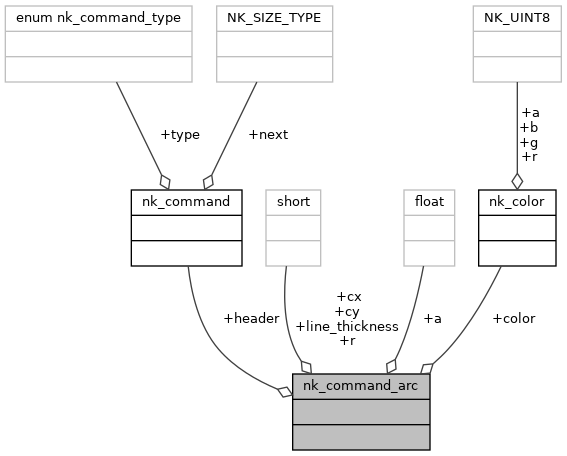 enum nk_command_type
NK_SIZE_TYPE
NK_UINT8
+type
+next
+a
+b
+g
+r
nk_command
short
float
nk_color
+header
+cx
+cy
+line_thickness
+r
+a
+color
nk_command_arc